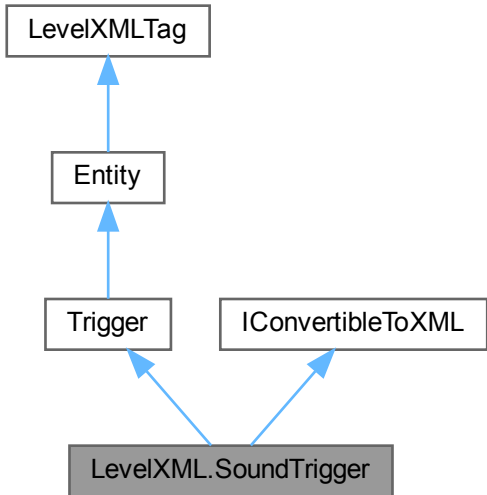 LevelXMLTag
Entity
Trigger
IConvertibleToXML
LevelXML.SoundTrigger